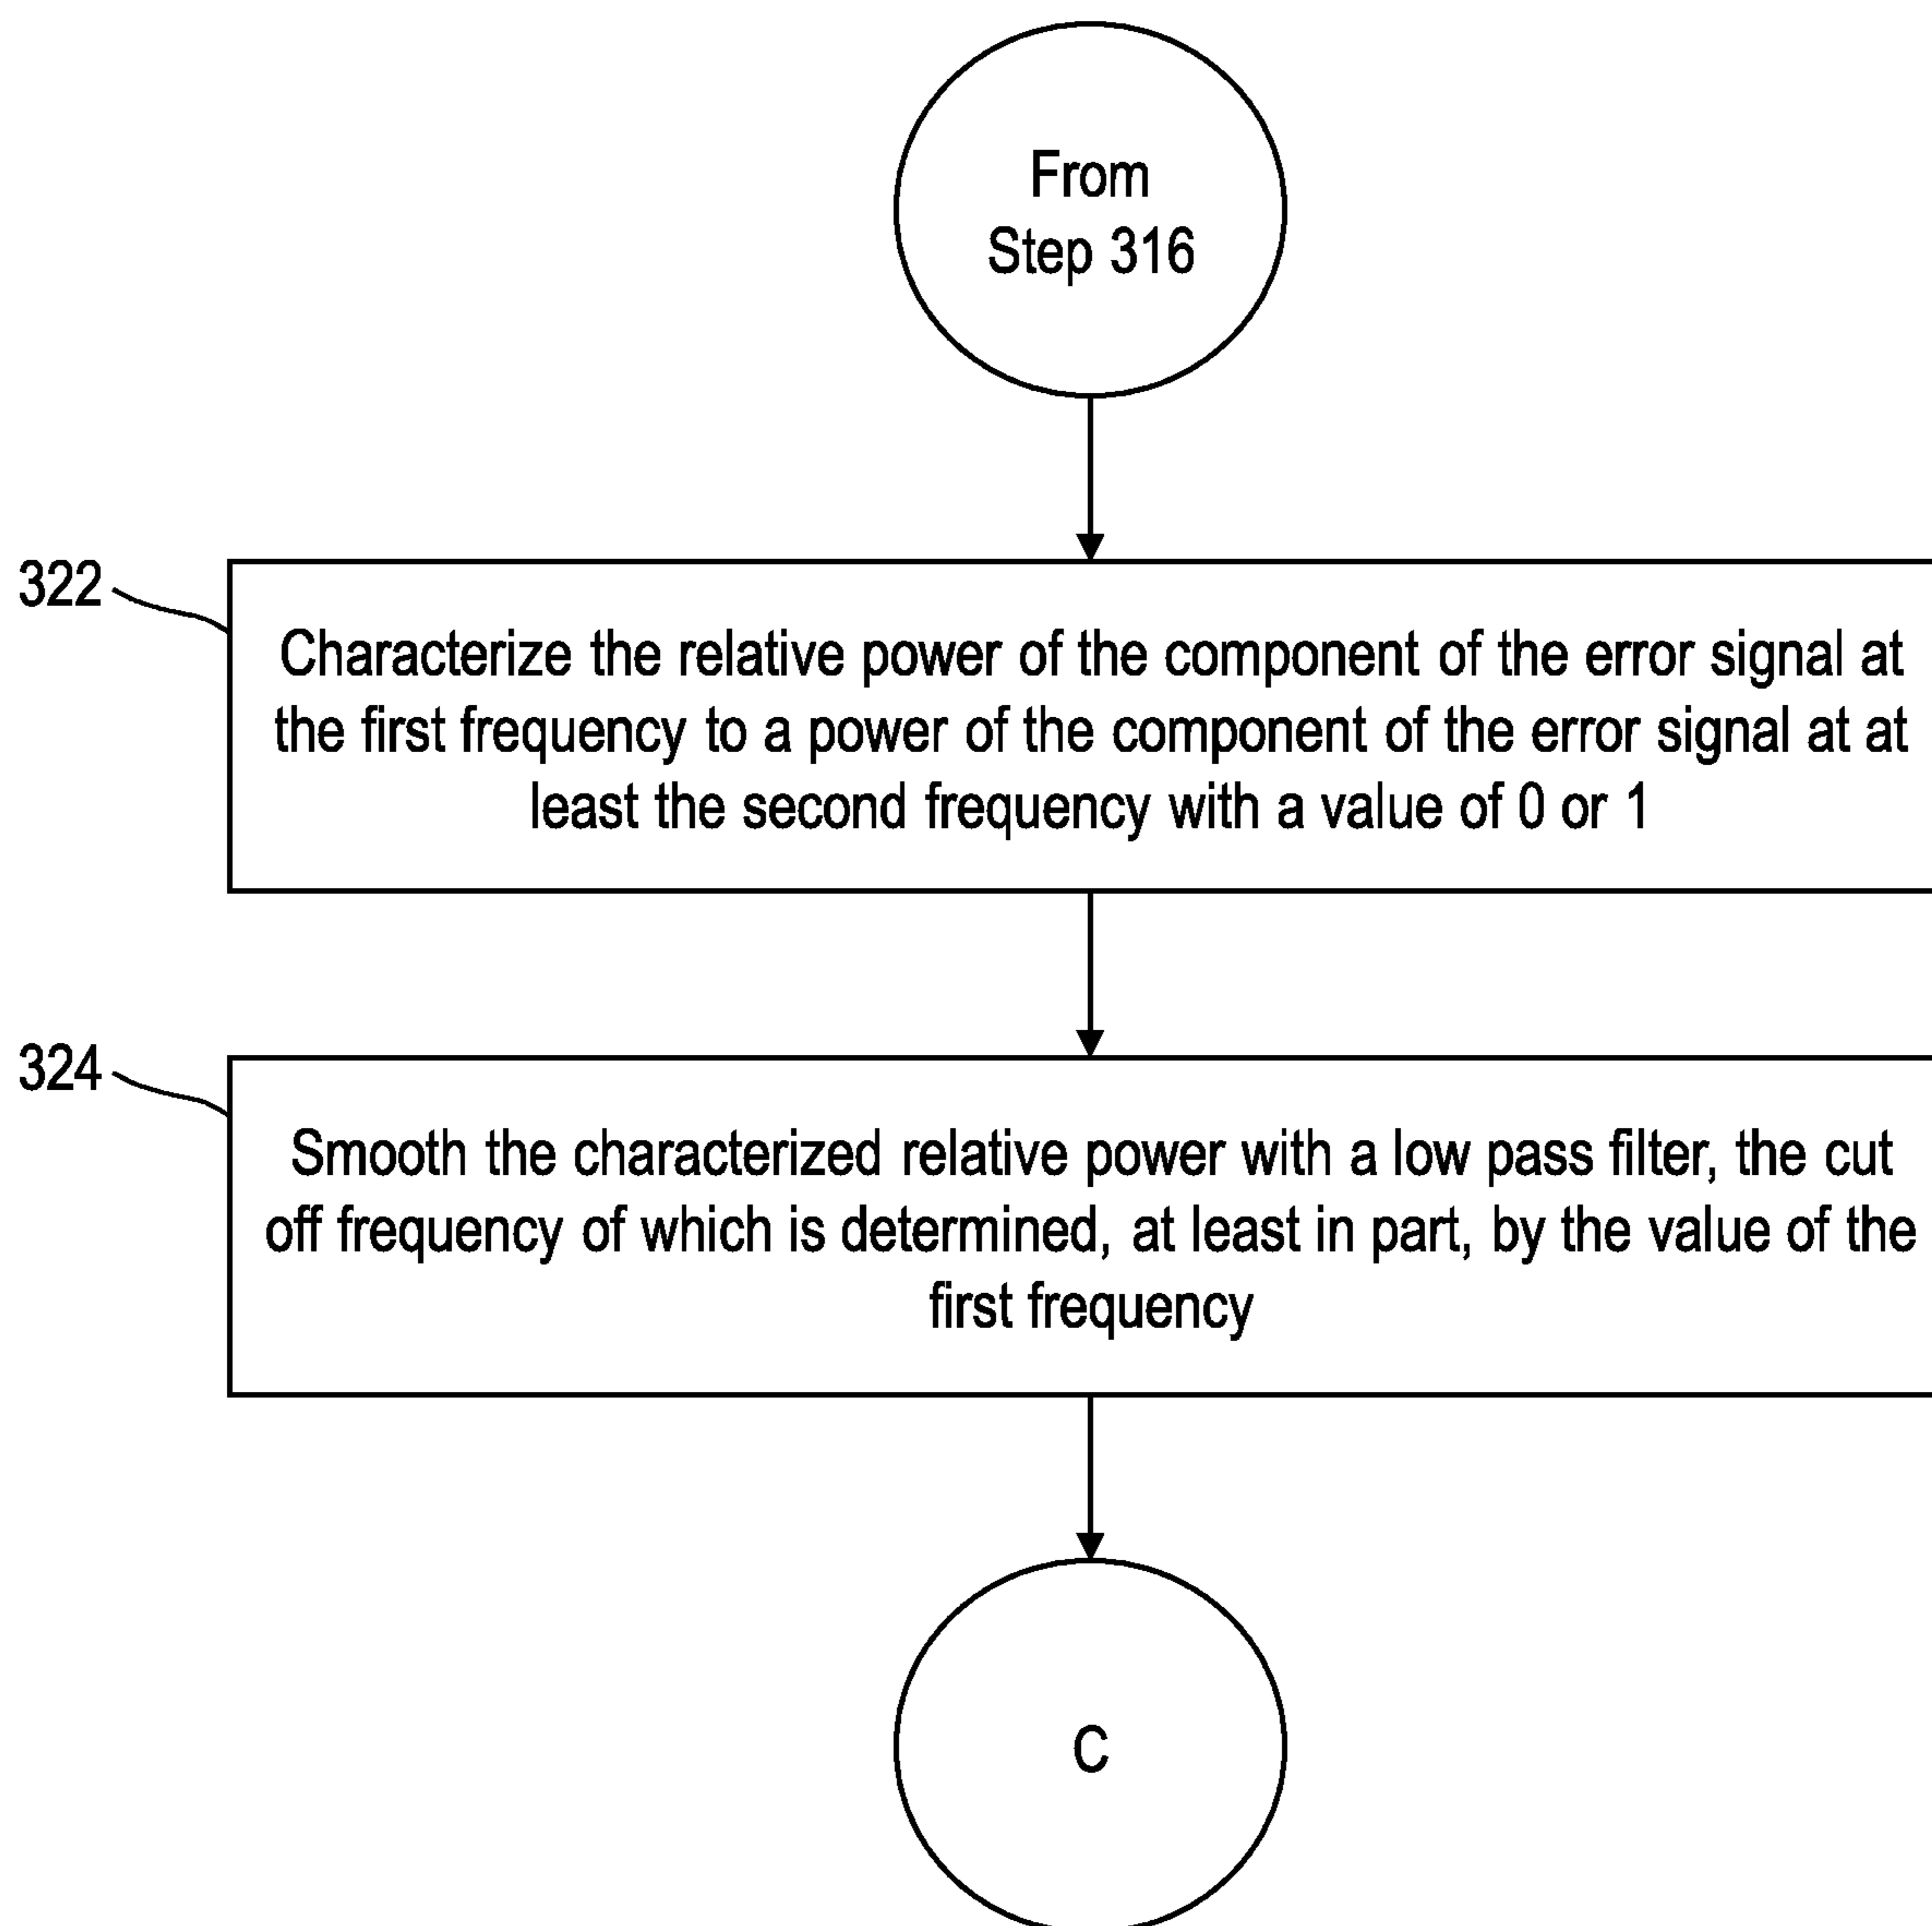 From
Step 316
322
Characterize the relative power of the component of the error signal at
the first frequency to a power of the component of the error signal at at
least the second frequency with a value of 0 or 1
324
Smooth the characterized relative power with a low pass filter, the cut
off frequency of which is determined, at least in part, by the value of the
first frequency
C